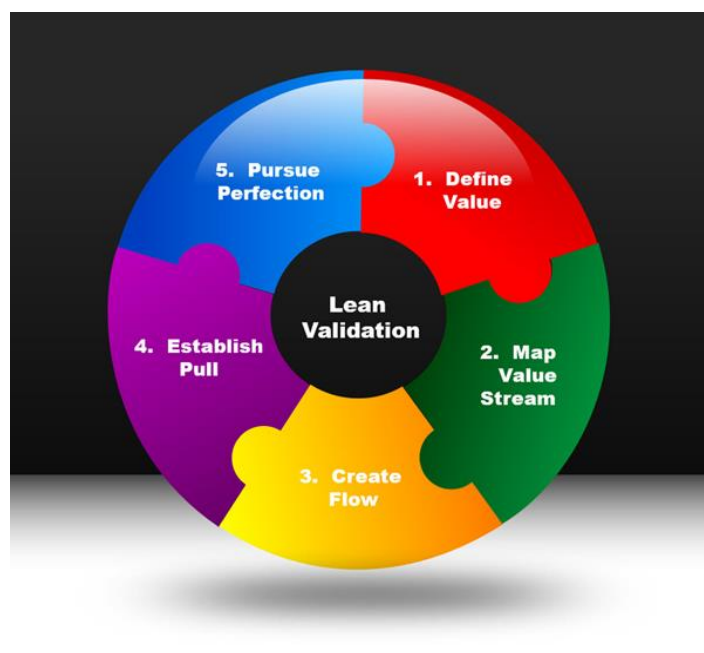 5. Pursue
Perfection
1. Define
Value
Lean
Validation
4. Establish
Pull
2. Map
Value
Stream
3. Create
Flow